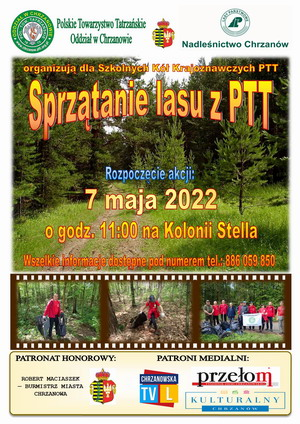 Polskie Towarzystwo Tatrzańskie
Oddział w Chrzanowie
Nadleśnictwo Chrzanów
organizują dla Szkolnych Kół Krajoznawczych PTT
Sprzątanie lasu z PTT
Rozpoczęcie akcji:
7 maja 2022
o godz. 11:00 na Kolonii Stella
Wszelkie informacje dostępne pod numerem tel.: 886 059 850
PATRONAT HONOROWY:
ROBERT MACIASZEK
– BURMISTRZ MIASTA
CHRZANOWA
PATRONI MEDIALNI:
CHRZANOWSKA
TV L
przełom
KULTURALNY
CHRZANÓW